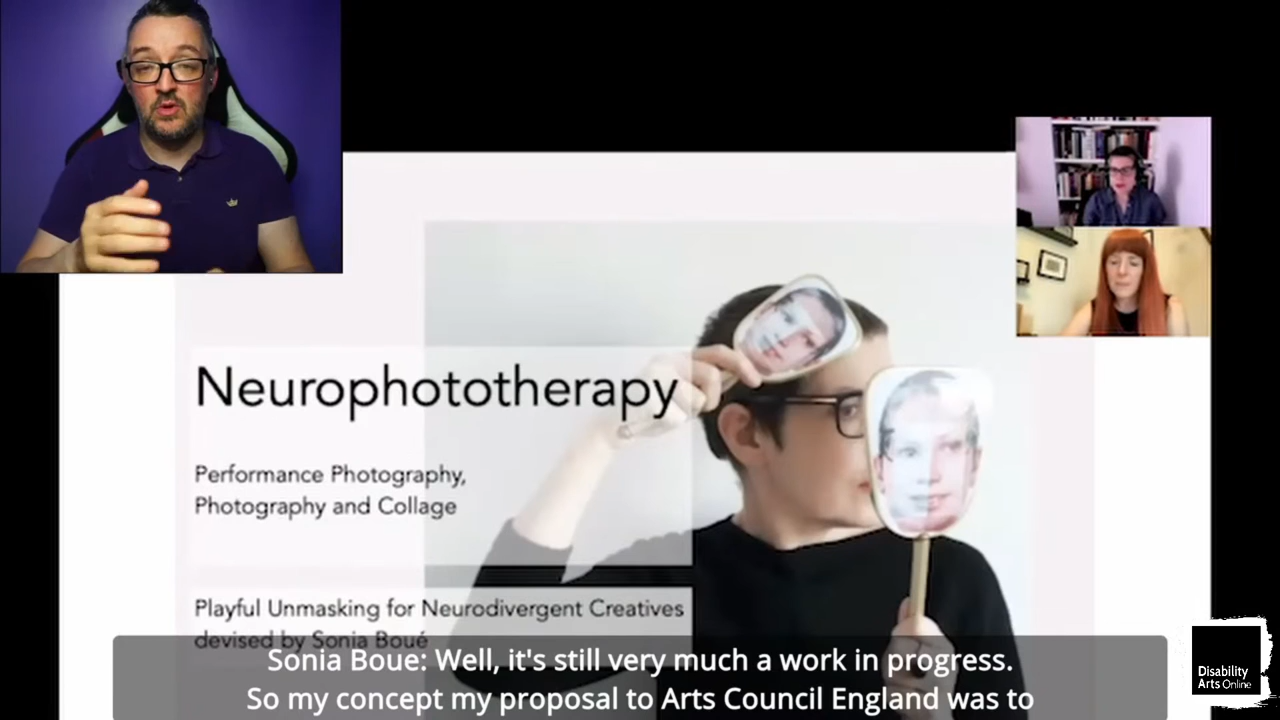 Neurophototherapy
Performance Photography,
Photography and Collage
Playful Unmasking for Neurodivergent Creatives
devised by Sonia Boué
Sonia Boue: Well, it's still very much a work in progress.
So my concept my proposal to Arts Council England was to
Disability
Arts Online